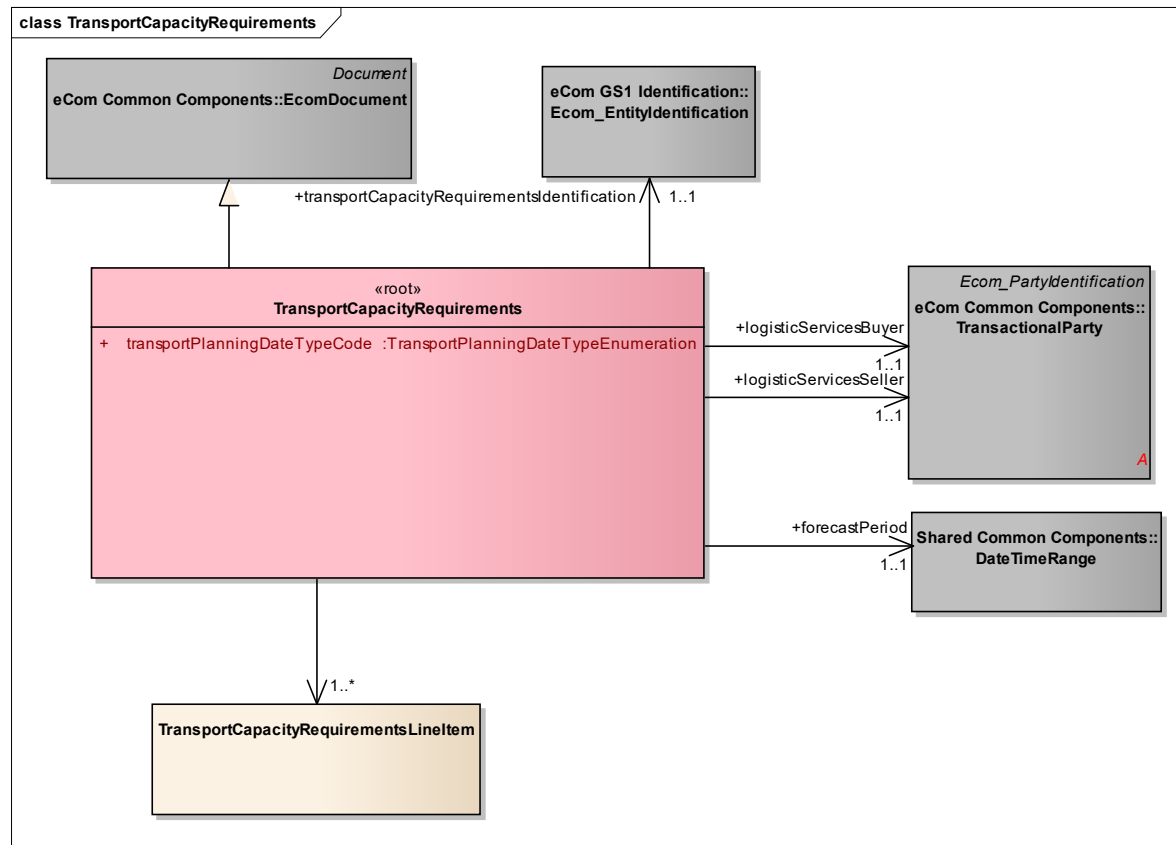 class TransportCapacityRequirements
Document
eCom Common Components::EcomDocument
eCom GS1 Identification::
Ecom_EntityIdentification
+transportCapacityRequirementsIdentification
1..1
«root»
TransportCapacityRequirements
+ transportPlanningDateTypeCode :TransportPlanningDateTypeEnumeration
+logisticServicesBuyer
1..1
+logisticServicesSeller
1..1
Ecom_PartyIdentification
eCom Common Components::
TransactionalParty
A
+forecastPeriod
1..1
Shared Common Components::
DateTimeRange
1..*
TransportCapacityRequirementsLineItem